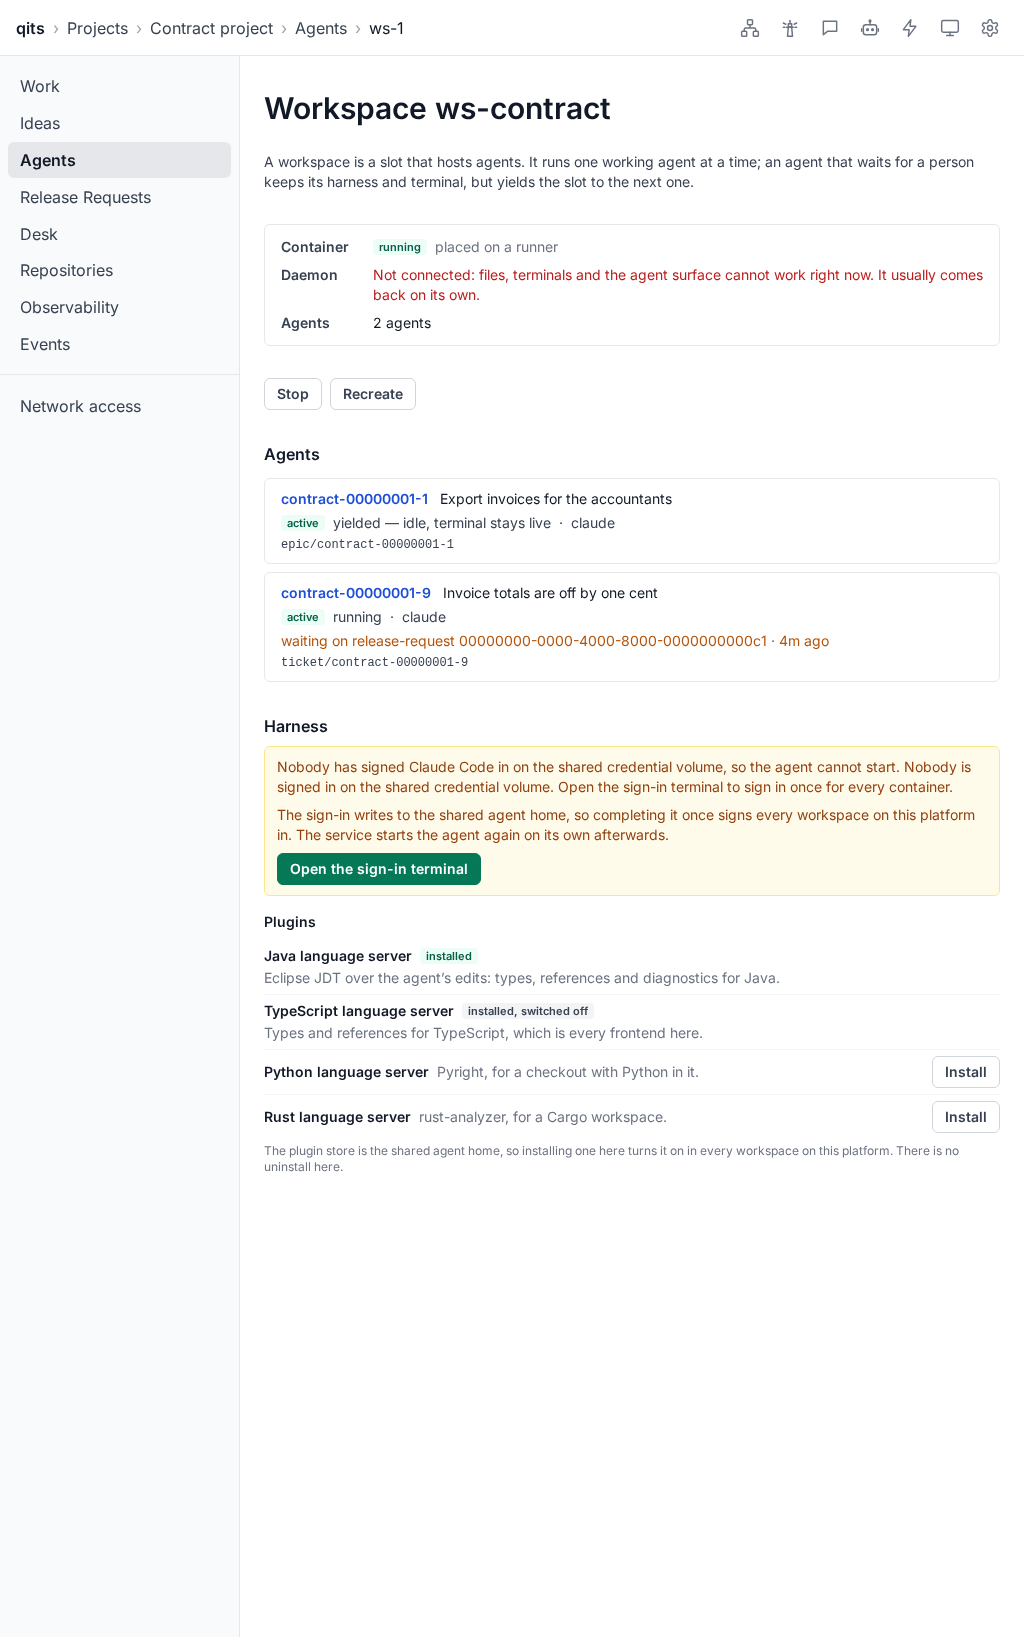 qits › Projects › Contract project › Agents › ws-1
Work
Ideas
Agents
Release Requests
Desk
Repositories
Observability
Events
Network access
Workspace ws-contract
A workspace is a slot that hosts agents. It runs one working agent at a time; an agent that waits for a person
keeps its harness and terminal, but yields the slot to the next one.
Container running placed on a runner
Daemon Not connected: files, terminals and the agent surface cannot work right now. It usually comes
back on its own.
Agents 2 agents
Stop Recreate
Agents
contract-00000001-1 Export invoices for the accountants
active yielded — idle, terminal stays live · claude
epic/contract-00000001-1
contract-00000001-9 Invoice totals are off by one cent
active running · claude
waiting on release-request 00000000-0000-4000-8000-0000000000c1 · 4m ago
ticket/contract-00000001-9
Harness
Nobody has signed Claude Code in on the shared credential volume, so the agent cannot start. Nobody is
signed in on the shared credential volume. Open the sign-in terminal to sign in once for every container.
The sign-in writes to the shared agent home, so completing it once signs every workspace on this platform
in. The service starts the agent again on its own afterwards.
Open the sign-in terminal
Plugins
Java language server installed
Eclipse JDT over the agent’s edits: types, references and diagnostics for Java.
TypeScript language server installed, switched off
Types and references for TypeScript, which is every frontend here.
Python language server Pyright, for a checkout with Python in it. Install
Rust language server rust-analyzer, for a Cargo workspace. Install
The plugin store is the shared agent home, so installing one here turns it on in every workspace on this platform. There is no
uninstall here.